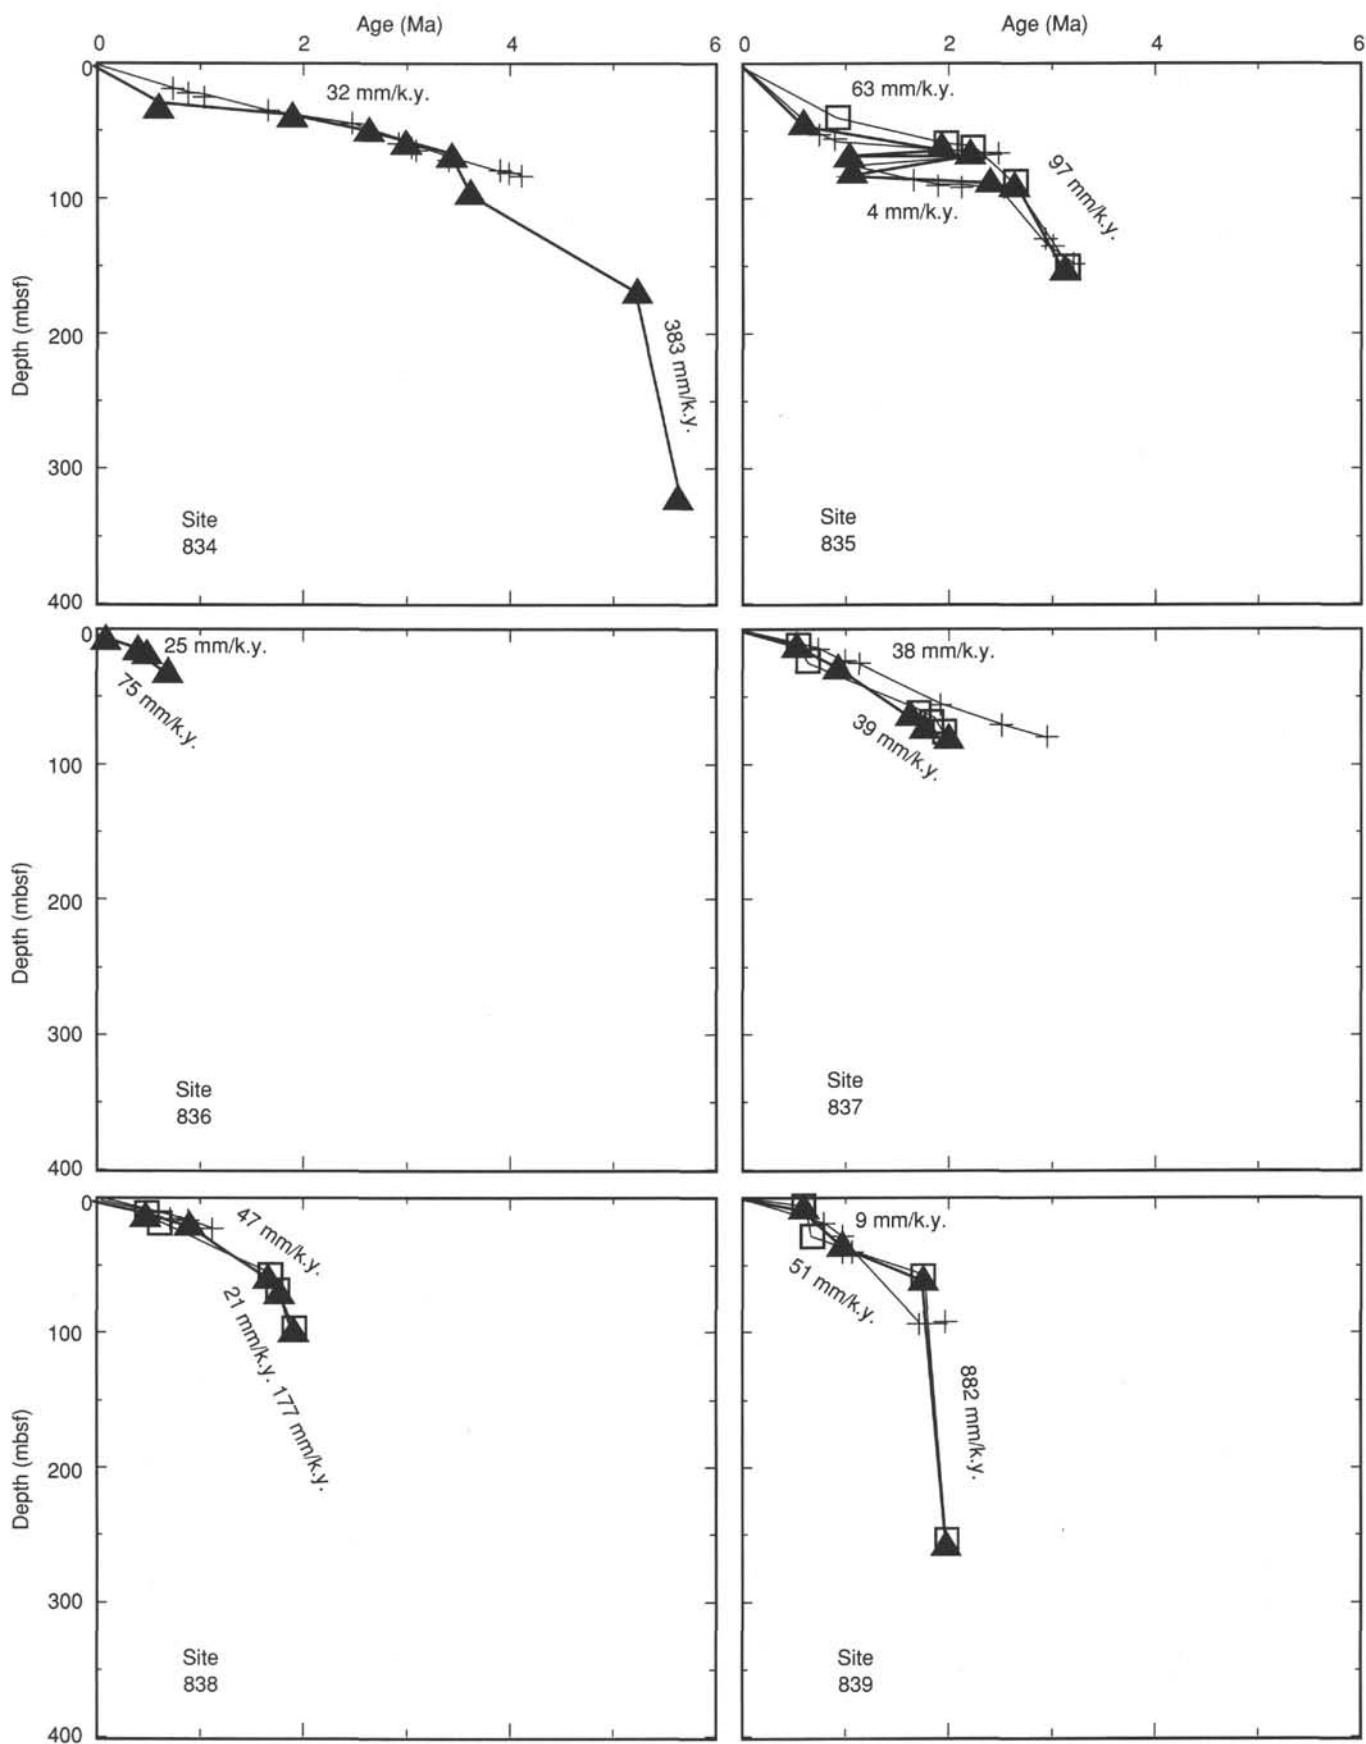 Age (Ma)
0 2 4 6
Age (Ma)
0 2 4 6
0
100
200
300
400
Depth (mbsf)
32 mm/k.y.
383 mm/k.y.
Site
834
63 mm/k.y.
97 mm/k.y.
4 mm/k.y.
Site
835
0
100
200
300
400
Depth (mbsf)
25 mm/k.y.
75 mm/k.y.
Site
836
38 mm/k.y.
39 mm/k.y.
Site
837
0
100
200
300
400
Depth (mbsf)
47 mm/k.y.
21 mm/k.y. 177 mm/k.y.
Site
838
9 mm/k.y.
51 mm/k.y.
882 mm/k.y.
Site
839